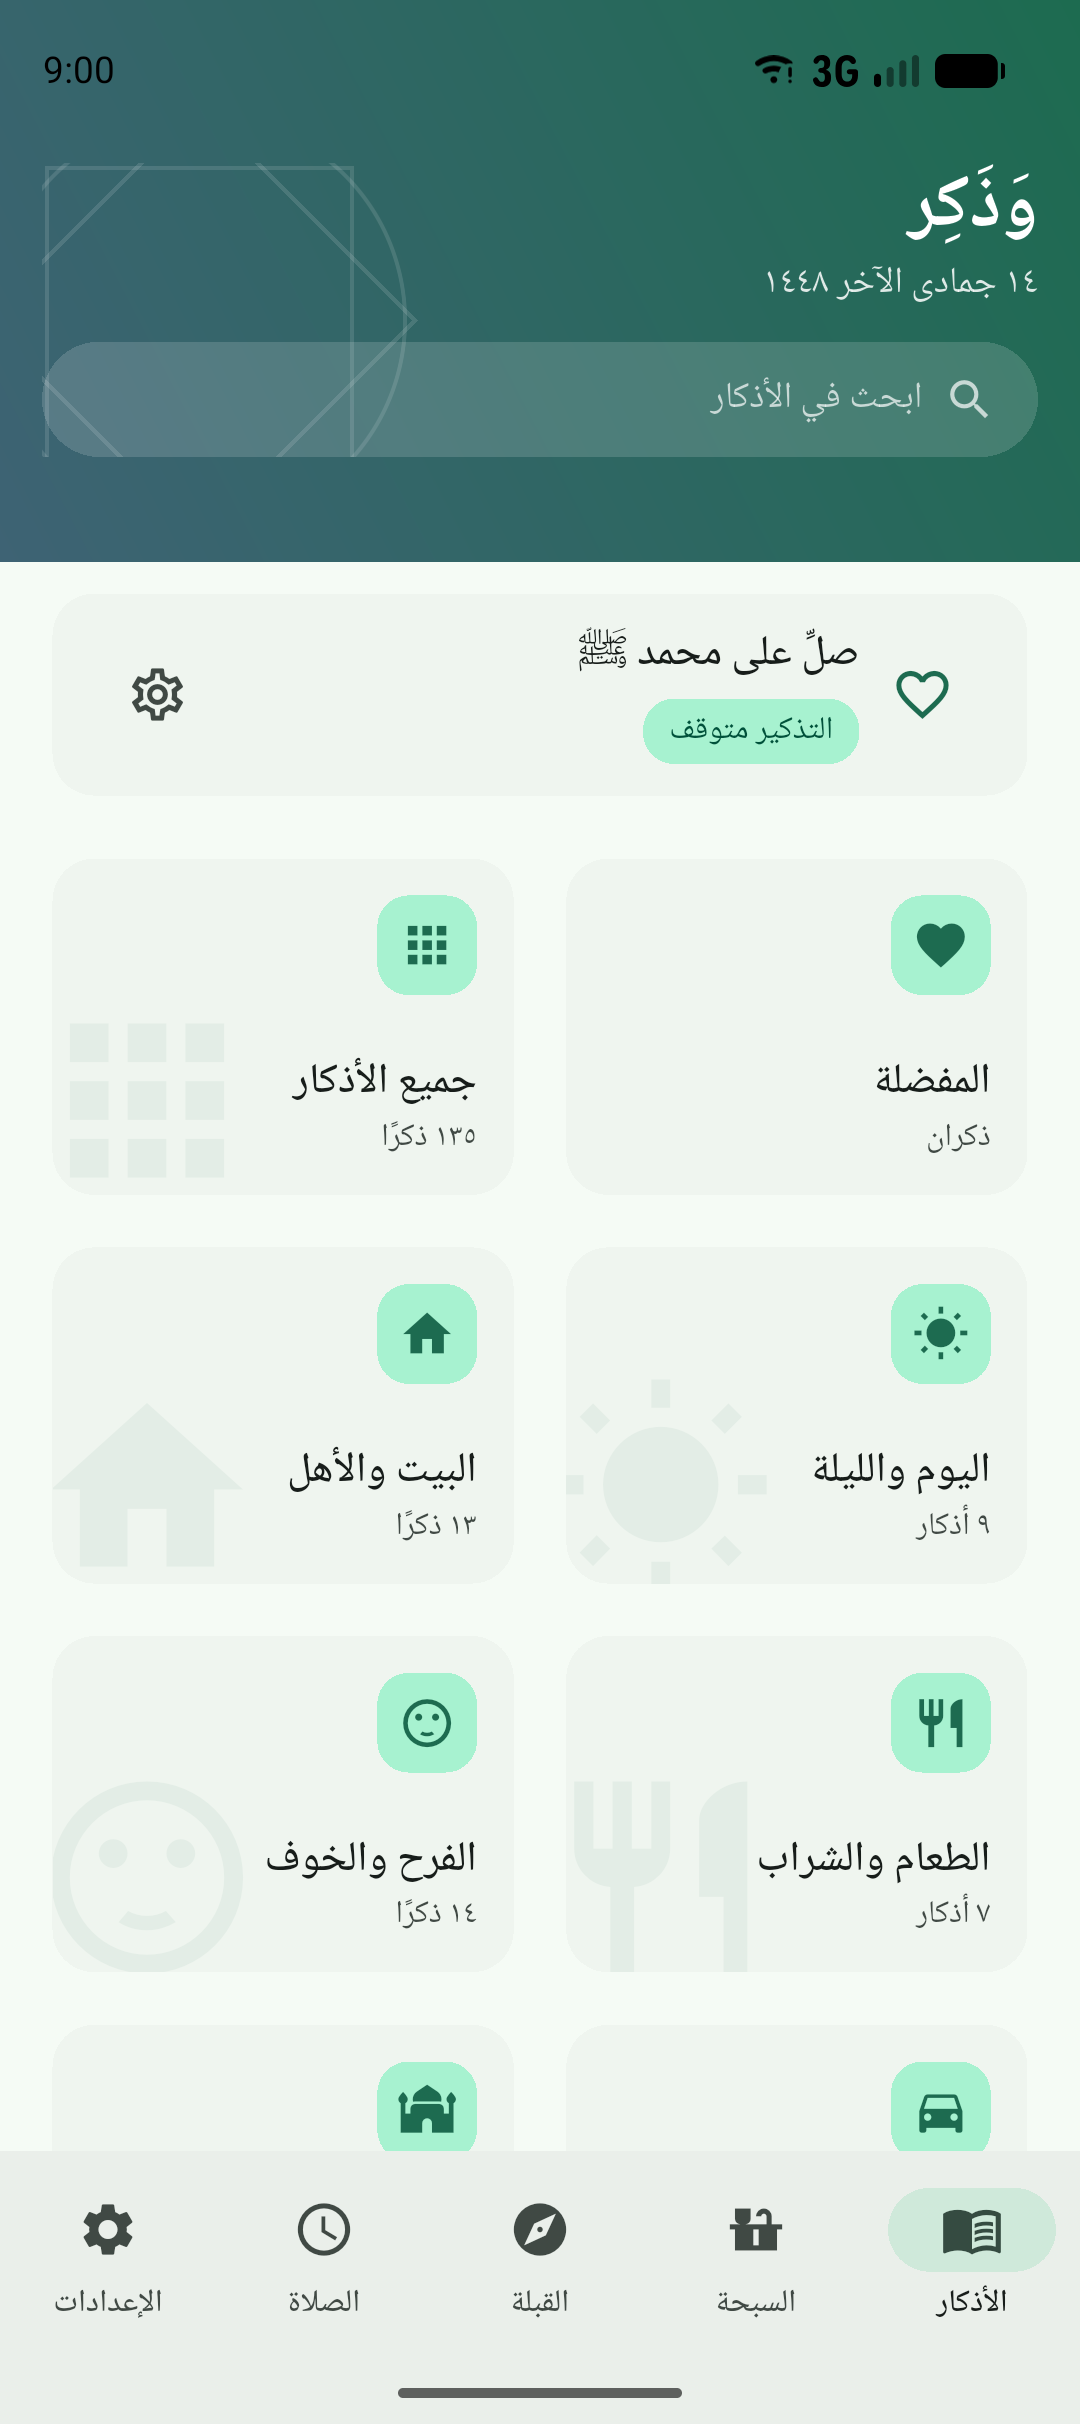 9:00
3G
وَذَكِر
١٤ جمادى الآخر ١٤٤٨
ابحث في الأذكار
صلِّ على محمد ﷺ
التذكير متوقف
المفضلة
ذكران
جميع الأذكار
١٣٥ ذكرًا
اليوم والليلة
٩ أذكار
البيت والأهل
١٣ ذكرًا
الطعام والشراب
٧ أذكار
الفرح والخوف
١٤ ذكرًا
الأذكار
السبحة
القبلة
الصلاة
الإعدادات